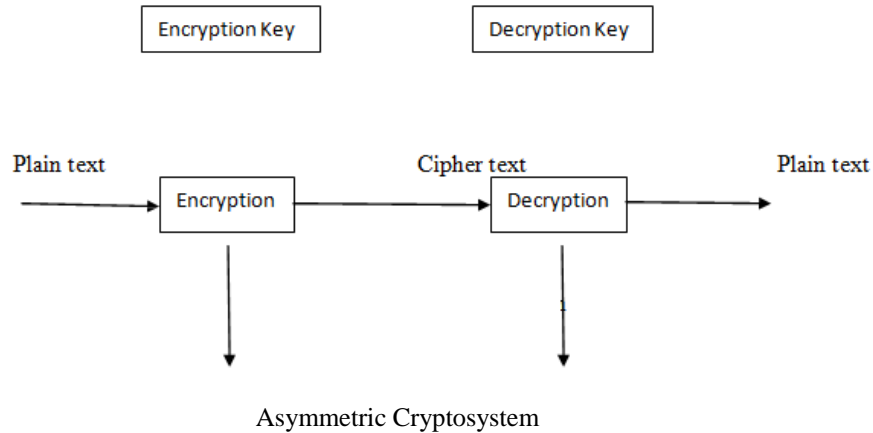 Encryption Key Decryption Key
Plain text Cipher text Plain text
Encryption Decryption
Asymmetric Cryptosystem